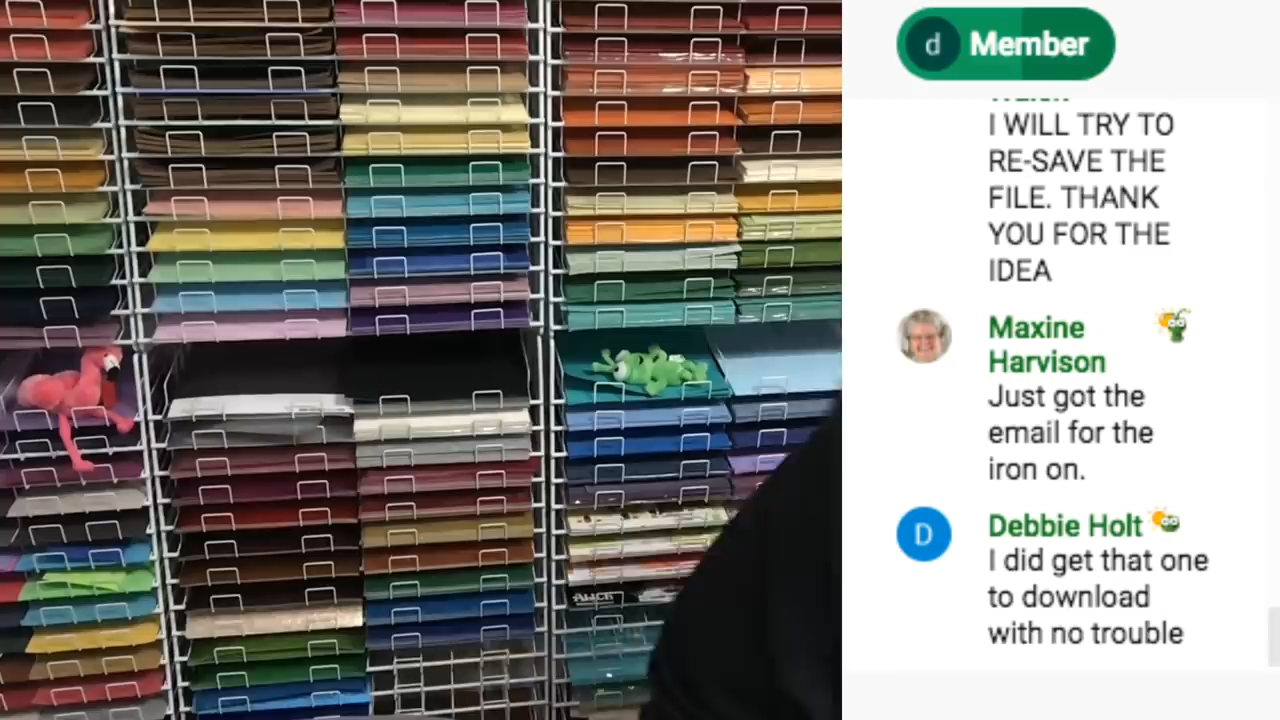 d Member
I WILL TRY TO
RE-SAVE THE
FILE. THANK
YOU FOR THE
IDEA
Maxine
Harvison
Just got the
email for the
iron on.
D Debbie Holt
I did get that one
to download
with no trouble